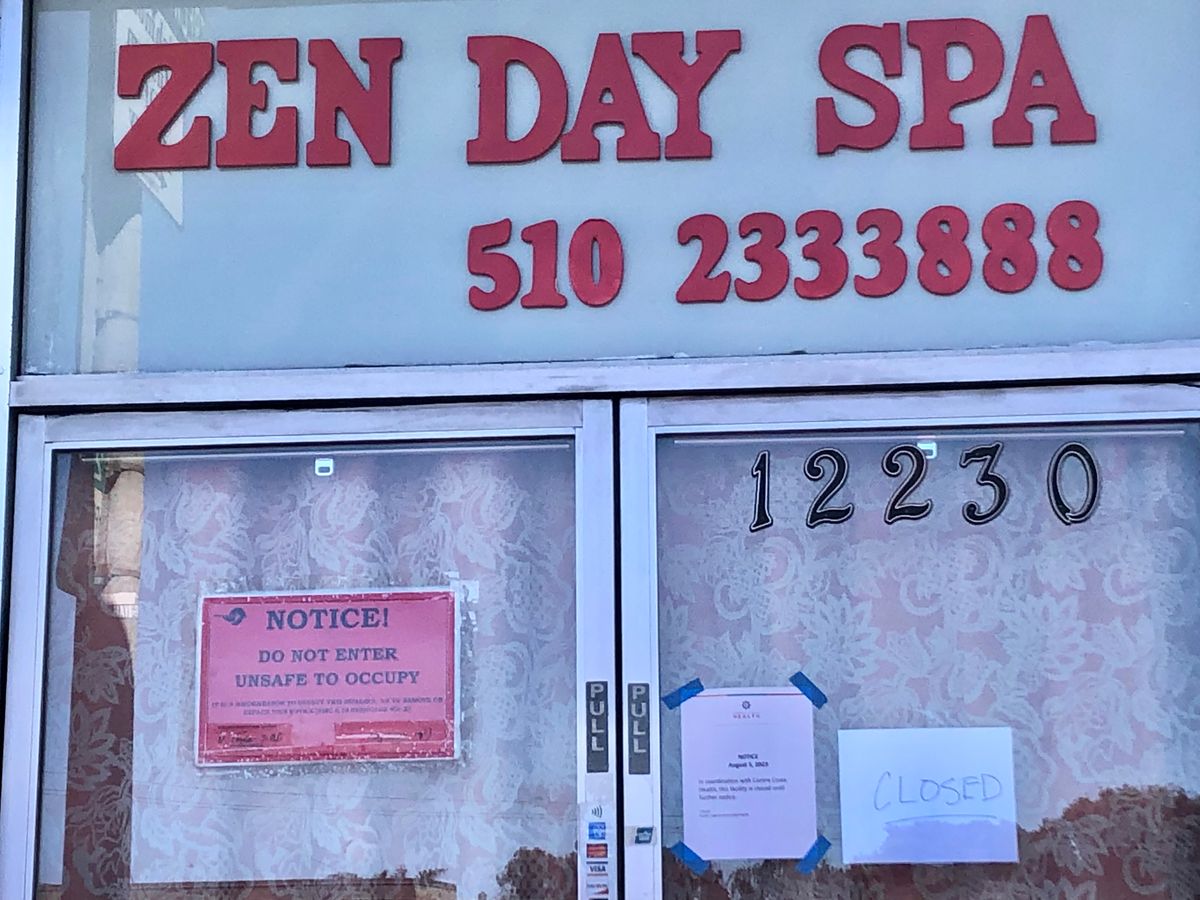 ZEN DAY SPA
510 2333888
12230
NOTICE!
DO NOT ENTER
UNSAFE TO OCCUPY
PULL
PULL
HEALTH
NOTICE
August 5, 2025
In coordination with Contra Costa
Health, this facility is closed until
further notice.
CLOSED
VISA